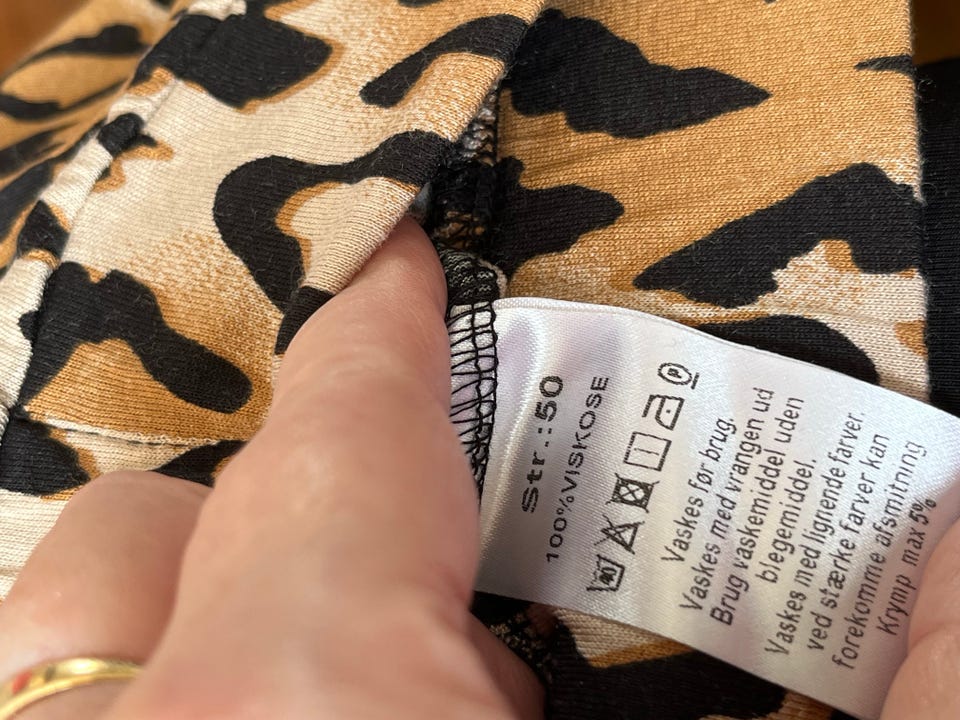 Str.: 50
100% VISKOSE
Vaskes før brug.
Vaskes med vrangen ud
Brug vaskemiddel uden
blegemiddel.
Vaskes med lignende farver.
ved stærke farver kan
forekomme afsmitning
Krymp max 5%